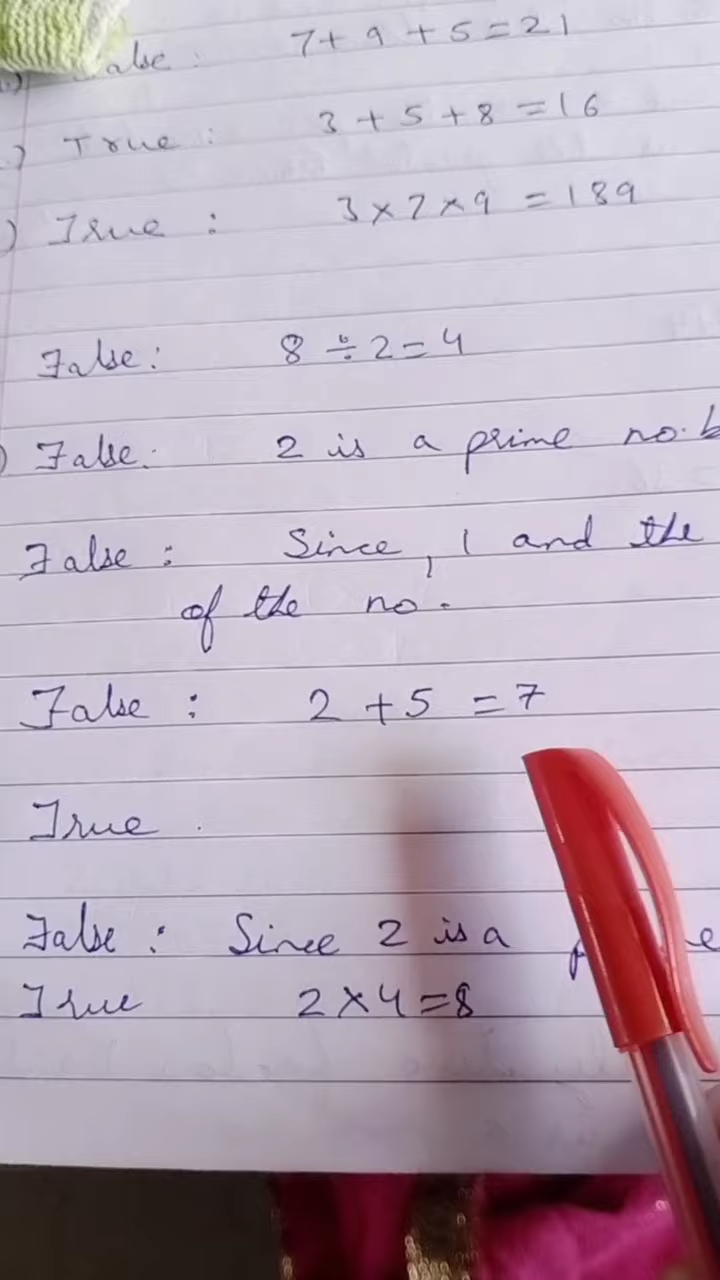 7 + 9 + 5 = 21
) True : 3 + 5 + 8 = 16
) True : 3 × 7 × 9 = 189
False : 8 ÷ 2 = 4
) False : 2 is a prime no.
False : Since, 1 and the
of the no.
False : 2 + 5 = 7
True .
False : Since 2 is a
True 2 × 4 = 8